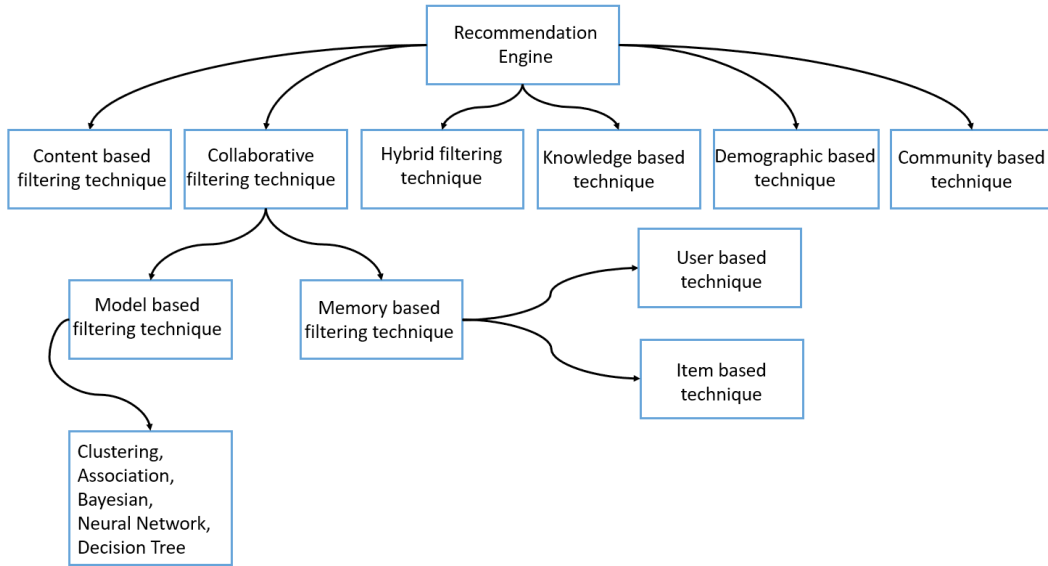 Recommendation
Engine
Content based
filtering technique
Collaborative
filtering technique
Hybrid filtering
technique
Knowledge based
technique
Demographic based
technique
Community based
technique
Model based
filtering technique
Memory based
filtering technique
User based
technique
Item based
technique
Clustering,
Association,
Bayesian,
Neural Network,
Decision Tree